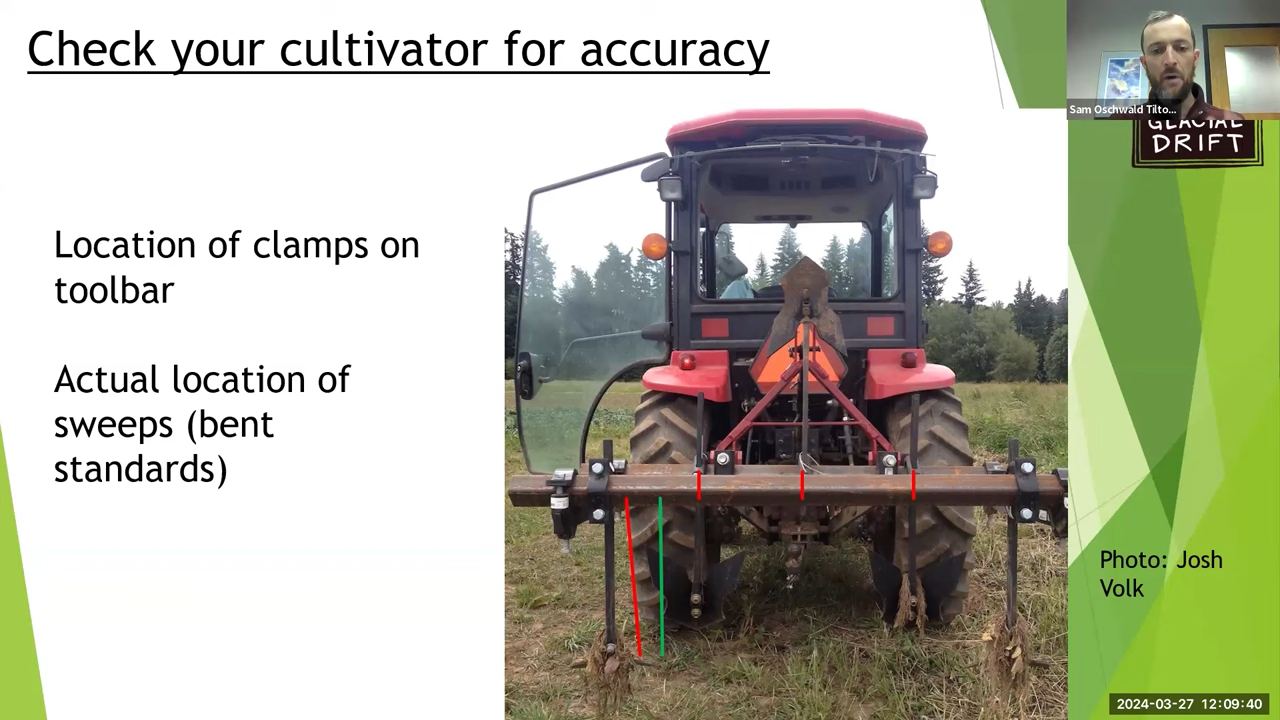 Check your cultivator for accuracy
Sam Oschwald Tilto...
GLACIAL
DRIFT
Location of clamps on
toolbar
Actual location of
sweeps (bent
standards)
Photo: Josh
Volk
2024-03-27 12:09:40